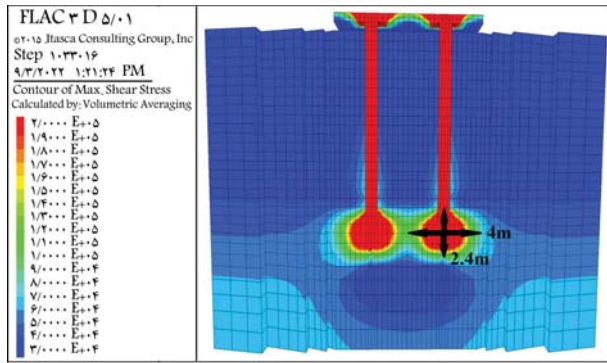 FLAC ۳ D ۵/۰۱
©۲۰۱۵ Jtasca Consulting Group, Inc
Step ۱۰۳۳۰۱۶
۹/۳/۲۰۲۲ ۱:۲۱:۲۴ PM
Contour of Max. Shear Stress
Calculated by: Volumetric Averaging
۲/۰۰۰۰ E+۰۵
۱/۹۰۰۰ E+۰۵
۱/۸۰۰۰ E+۰۵
۱/۷۰۰۰ E+۰۵
۱/۶۰۰۰ E+۰۵
۱/۵۰۰۰ E+۰۵
۱/۴۰۰۰ E+۰۵
۱/۳۰۰۰ E+۰۵
۱/۲۰۰۰ E+۰۵
۱/۱۰۰۰ E+۰۵
۱/۰۰۰۰ E+۰۵
۹/۰۰۰۰ E+۰۴
۸/۰۰۰۰ E+۰۴
۷/۰۰۰۰ E+۰۴
۶/۰۰۰۰ E+۰۴
۵/۰۰۰۰ E+۰۴
۴/۰۰۰۰ E+۰۴
۳/۰۰۰۰ E+۰۴
4m
2.4m